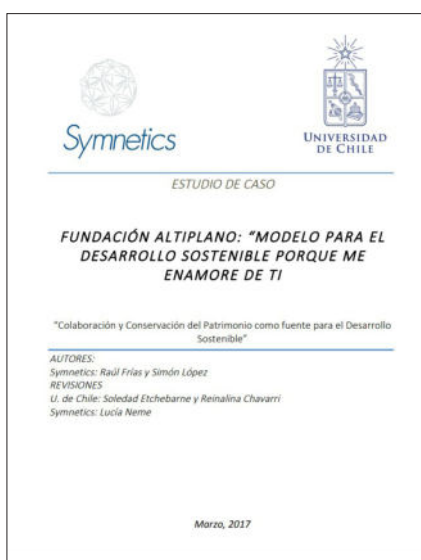 Symnetics
UNIVERSIDAD
DE CHILE
ESTUDIO DE CASO
FUNDACIÓN ALTIPLANO: “MODELO PARA EL
DESARROLLO SOSTENIBLE PORQUE ME
ENAMORE DE TI
"Colaboración y Conservación del Patrimonio como fuente para el Desarrollo
Sostenible"
AUTORES:
Symnetics: Raúl Frías y Simón López
REVISIONES
U. de Chile: Soledad Etchebarne y Reinalina Chavarri
Symnetics: Lucía Neme
Marzo, 2017